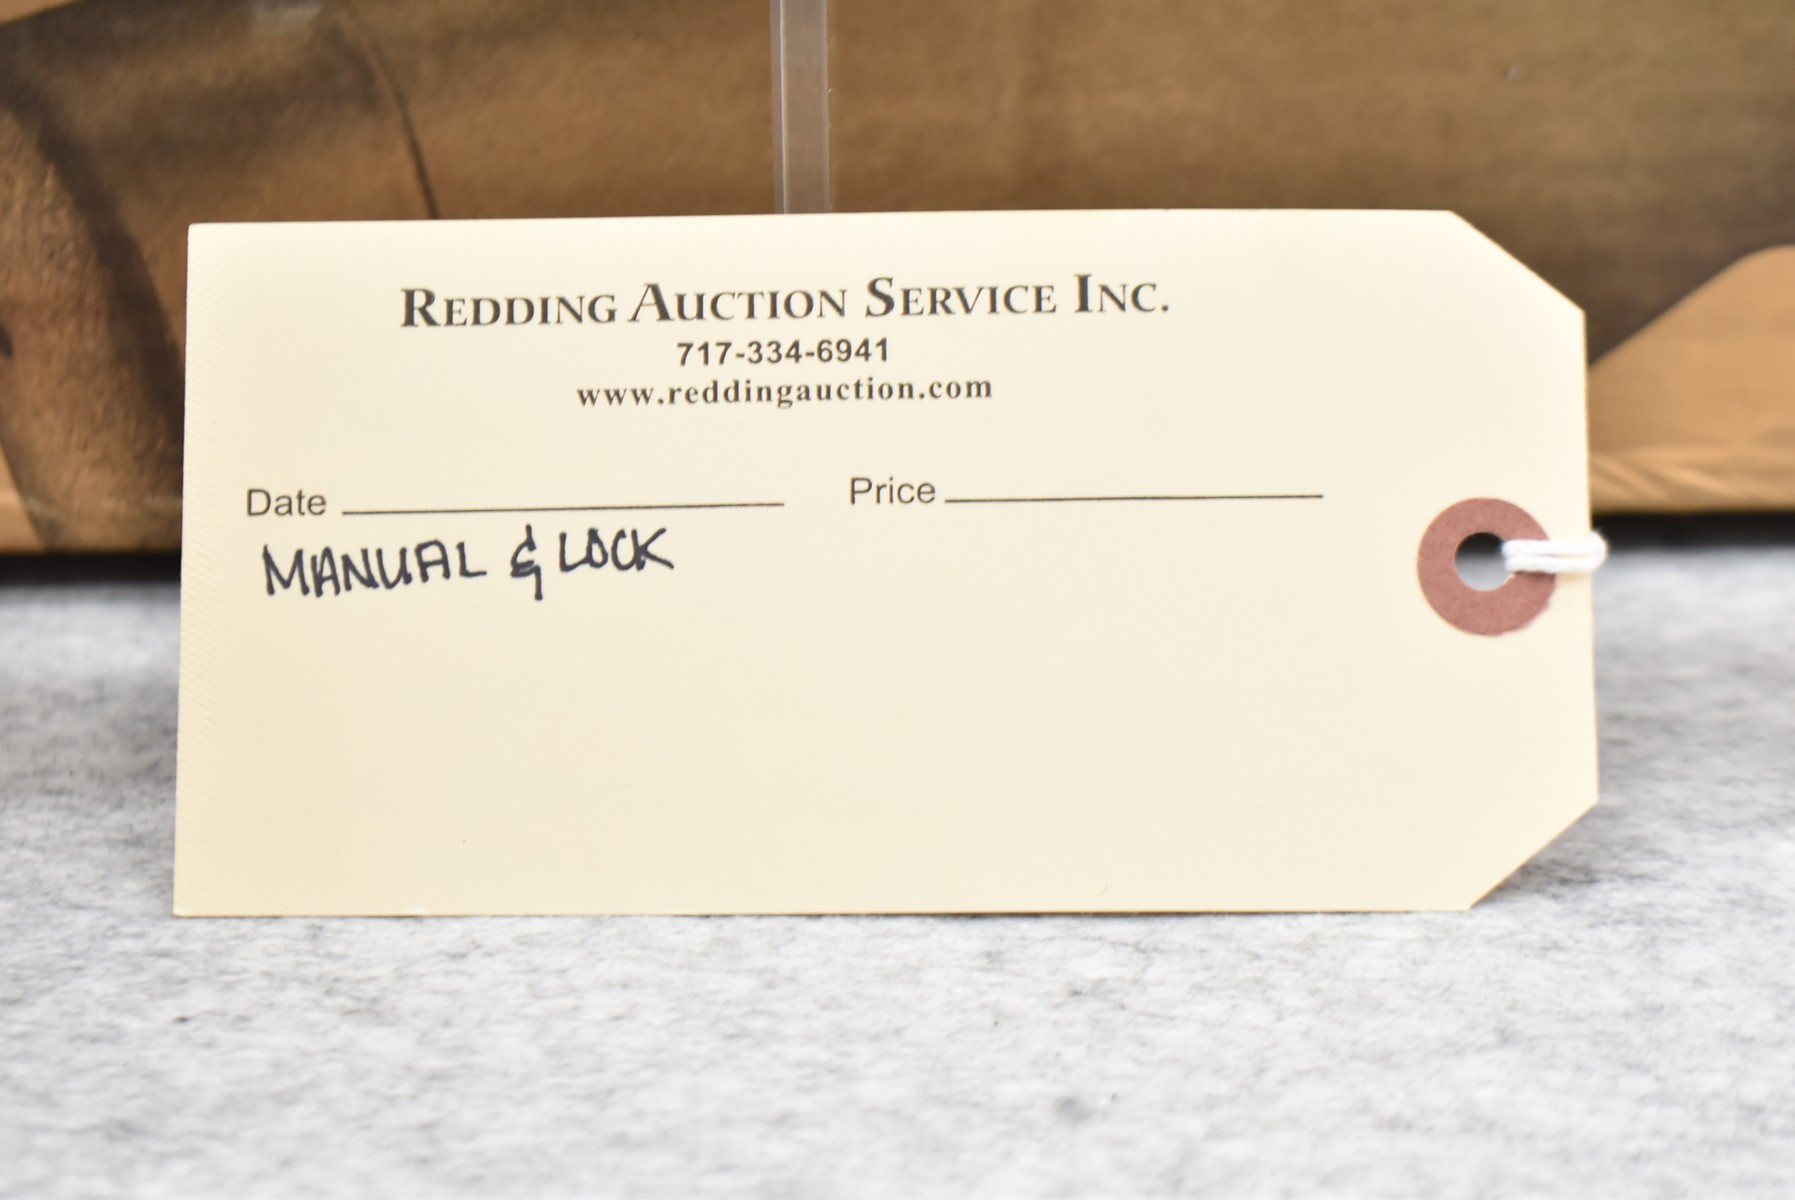 REDDING AUCTION SERVICE INC.
717-334-6941
www.reddingauction.com
Date Price
MANUAL & LOCK